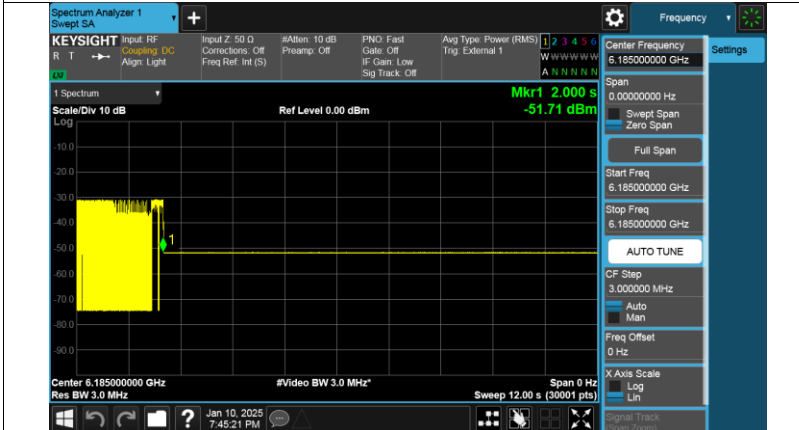 Spectrum Analyzer 1
Swept SA
+
Frequency
KEYSIGHT
R T
LXI
Input: RF
Coupling: DC
Align: Light
Input Z: 50 Ω
Corrections: Off
Freq Ref: Int (S)
#Atten: 10 dB
Preamp: Off
PNO: Fast
Gate: Off
IF Gain: Low
Sig Track: Off
Avg Type: Power (RMS)
Trig: External 1
1 2 3 4 5 6
W W W W W W
A N N N N N
1 Spectrum
Scale/Div 10 dB
Ref Level 0.00 dBm
Mkr1 2.000 s
-51.71 dBm
Log
-10.0
-20.0
-30.0
-40.0
-50.0
-60.0
-70.0
-80.0
-90.0
1
Center 6.185000000 GHz
#Video BW 3.0 MHz*
Span 0 Hz
Res BW 3.0 MHz
Sweep 12.00 s (30001 pts)
Center Frequency
6.185000000 GHz
Settings
Span
0.00000000 Hz
Swept Span
Zero Span
Full Span
Start Freq
6.185000000 GHz
Stop Freq
6.185000000 GHz
AUTO TUNE
CF Step
3.000000 MHz
Auto
Man
Freq Offset
0 Hz
X Axis Scale
Log
Lin
Signal Track
(Span Zoom)
?
Jan 10, 2025
7:45:21 PM